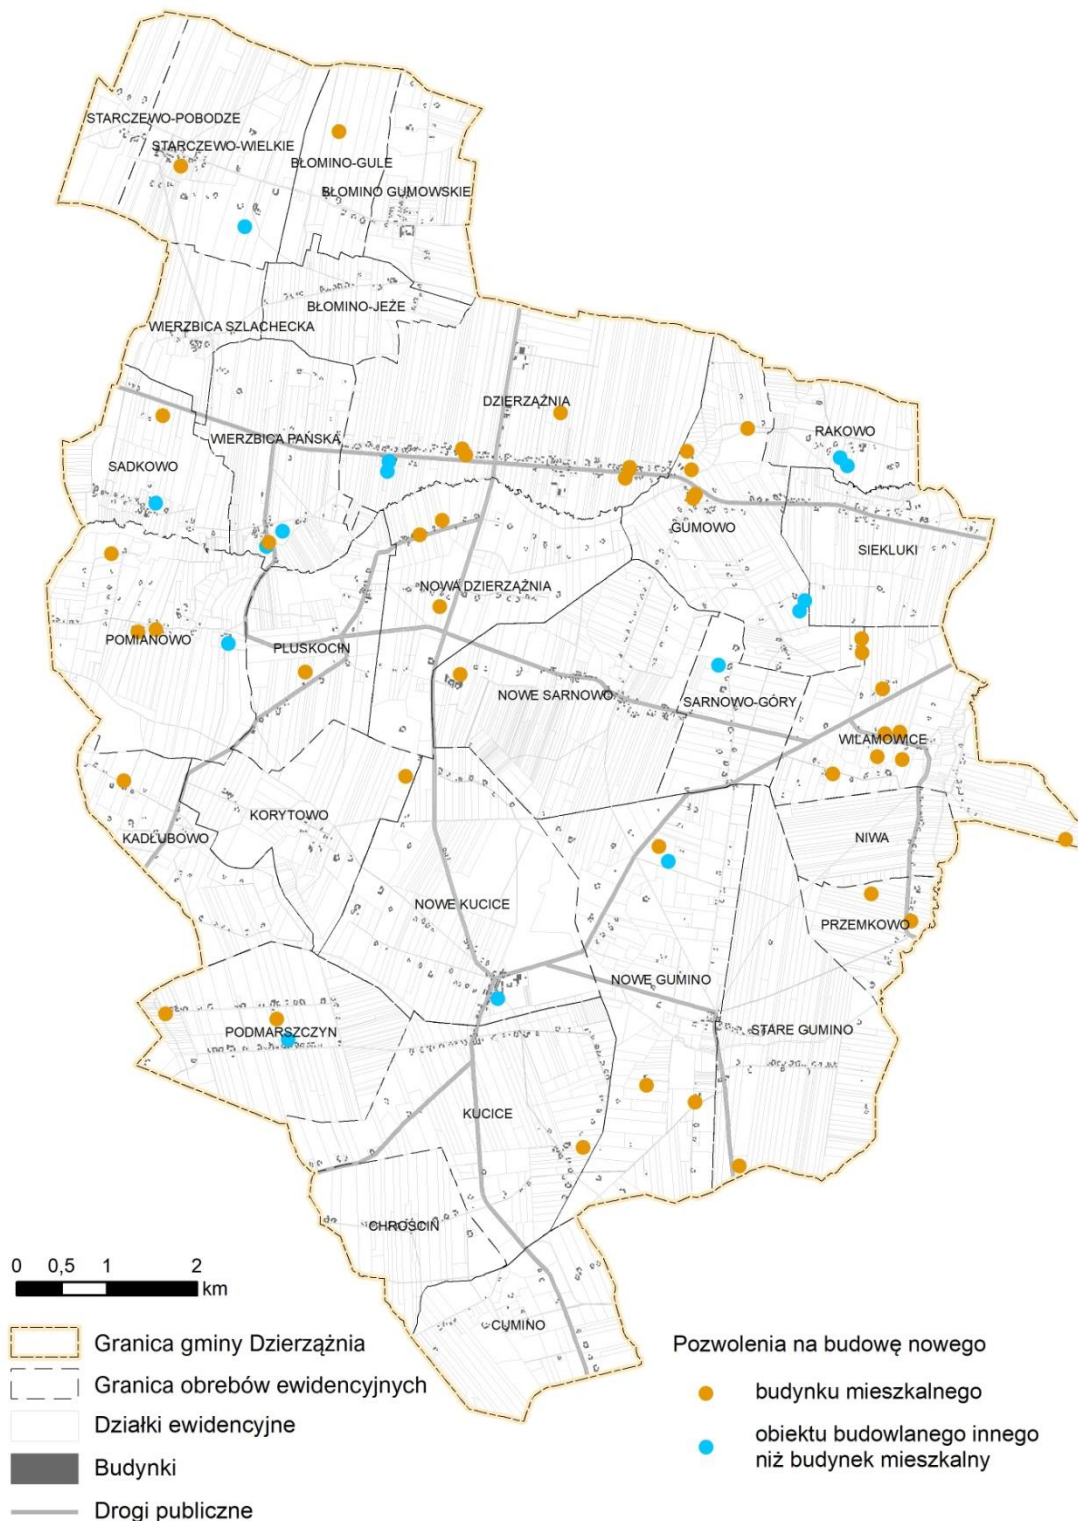 STARCZEWO-POBODZE
STARCZEWO-WIELKIE
BŁOMINO-GULE
BŁOMINO GUMOWSKIE
BŁOMINO-JEŻE
WIERZBICA SZLACHECKA
DZIERZĄŻNIA
RAKOWO
WIERZBICA PAŃSKA
SADKOWO
GUMOWO
SIEKLUKI
NOWA DZIERZĄŻNIA
POMIANOWO
PLUSKOCIN
NOWE SARNOWO
SARNOWO-GÓRY
WILAMOWICE
KORYTOWO
KADŁUBOWO
NIWA
NOWE KUCICE
PRZEMKOWO
NOWE GUMINO
STARE GUMINO
PODMARSZCZYN
KUCICE
CHROŚCIN
CUMINO
0 0,5 1 2
km
Granica gminy Dzierzążnia
Granica obrębów ewidencyjnych
Działki ewidencyjne
Budynki
Drogi publiczne
Pozwolenia na budowę nowego
budynku mieszkalnego
obiektu budowlanego innego
niż budynek mieszkalny